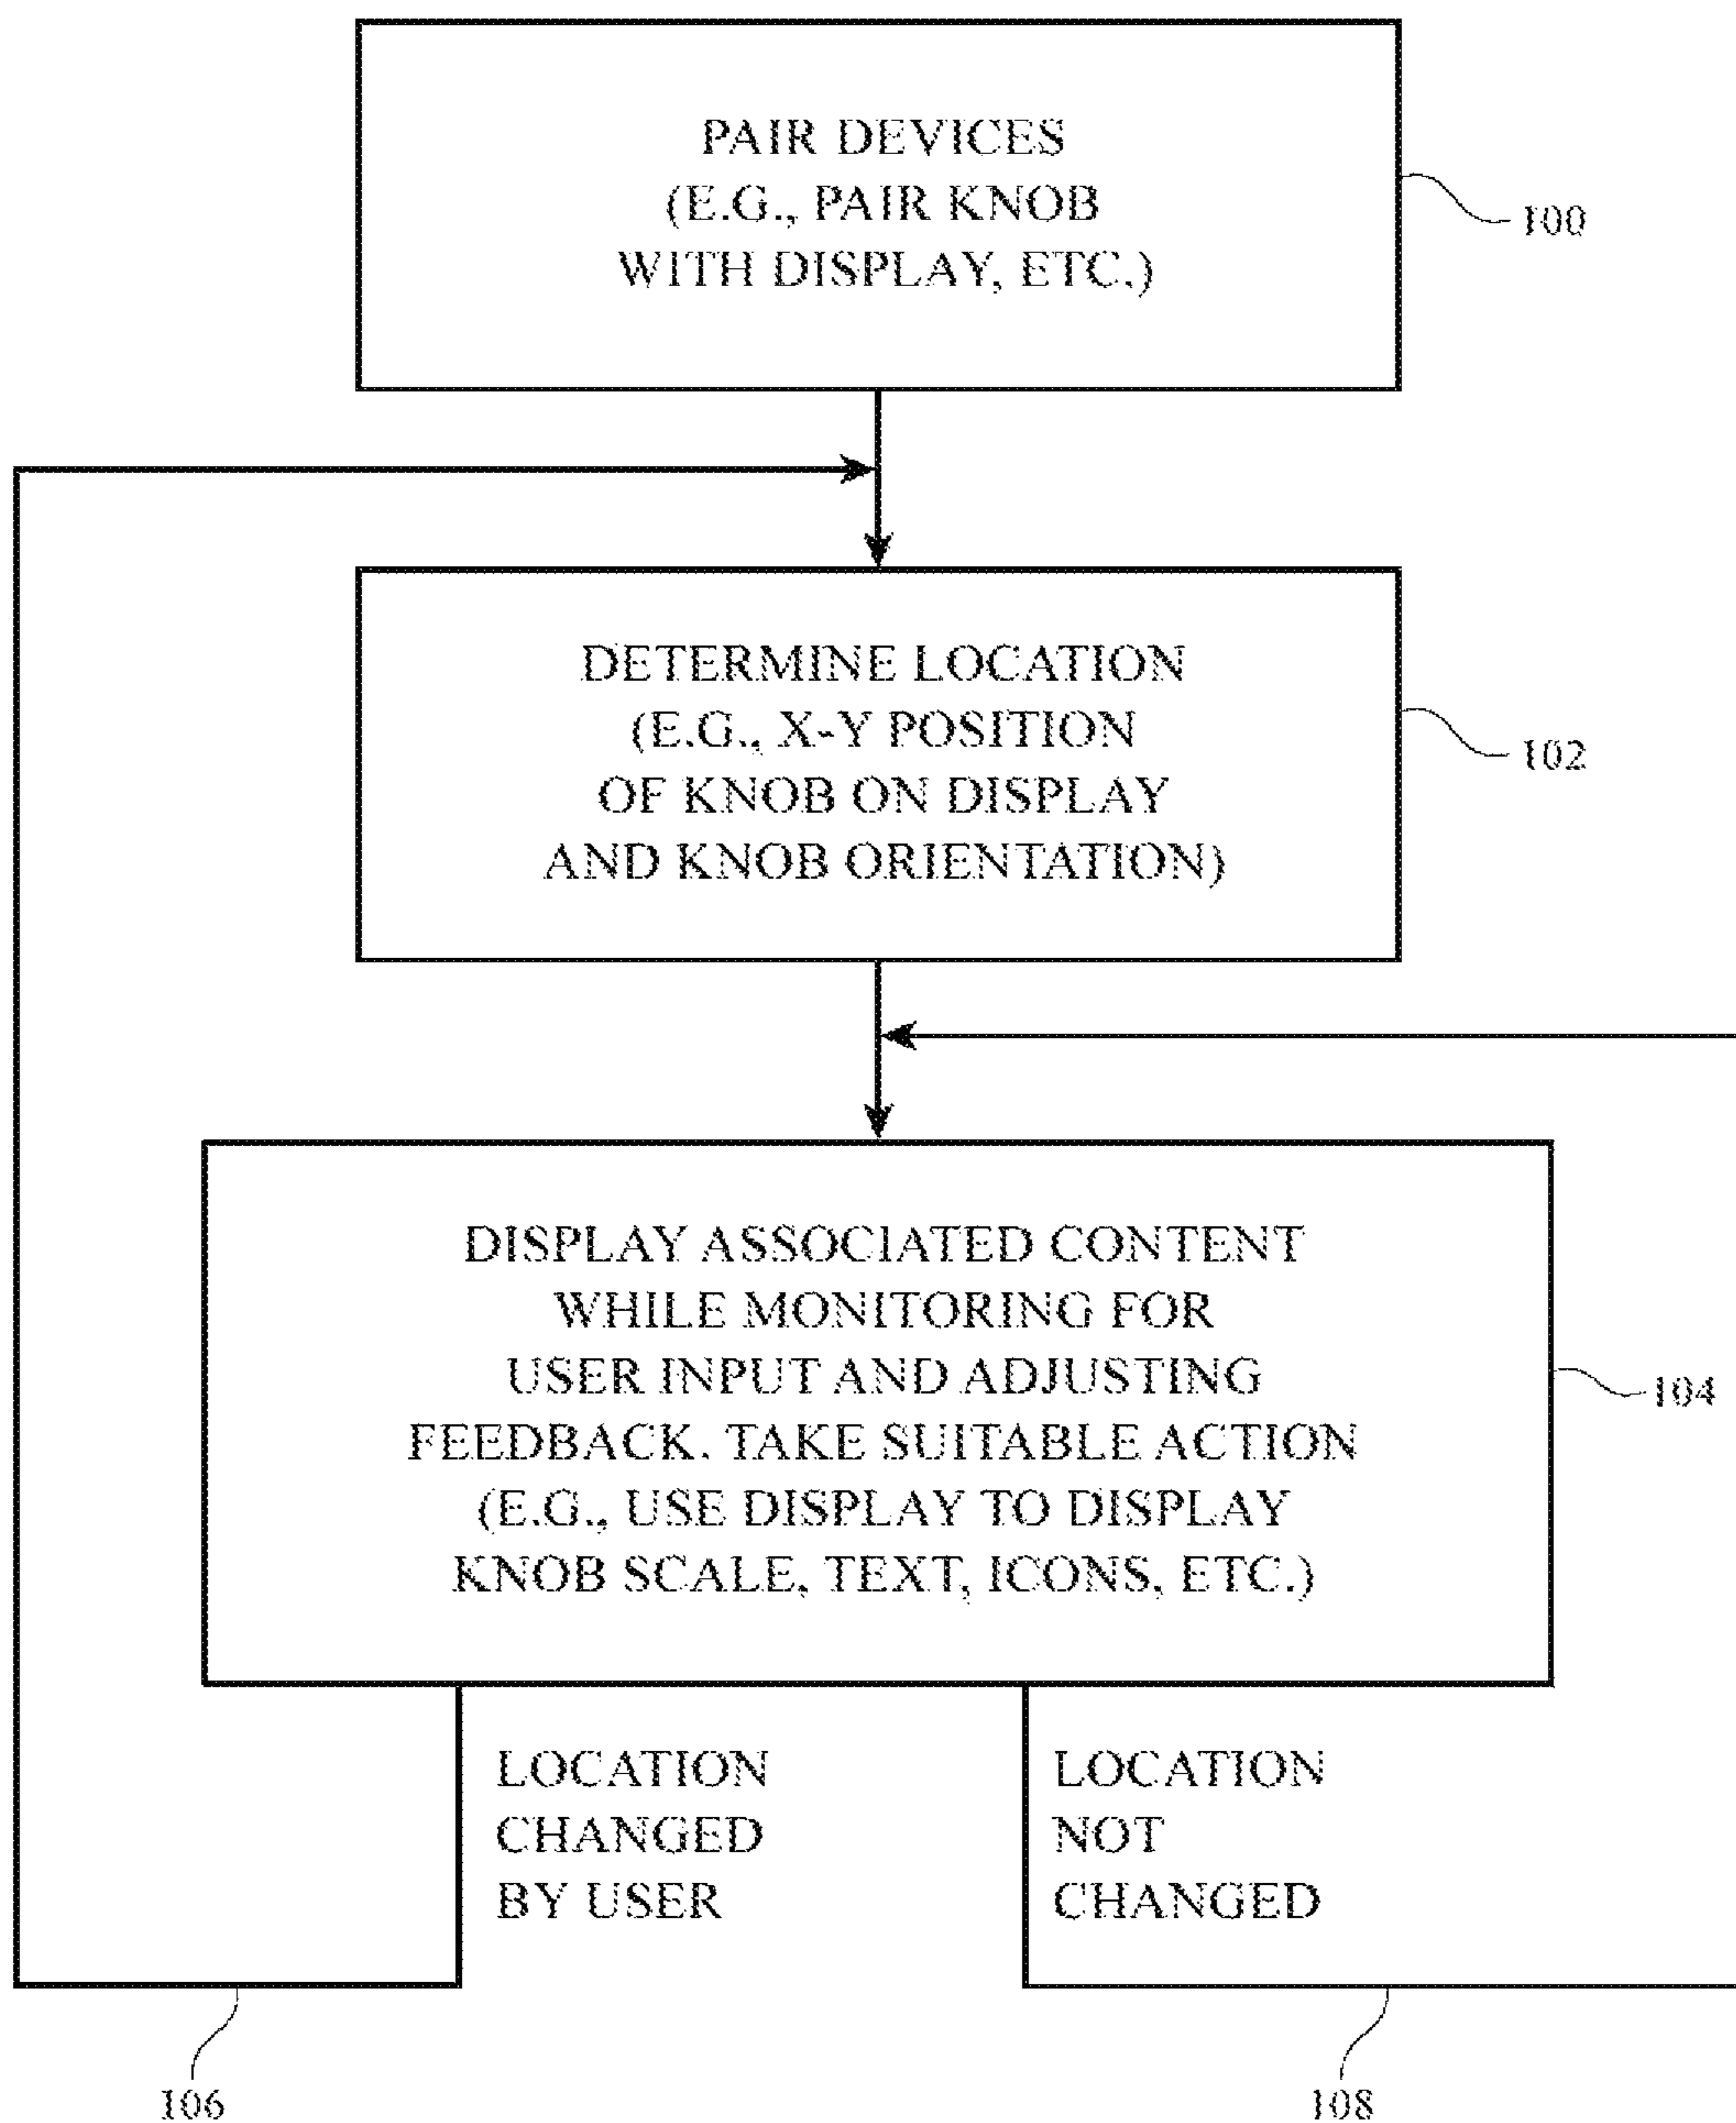 PAIR DEVICES
(E.G., PAIR KNOB
WITH DISPLAY, ETC.)
100
DETERMINE LOCATION
(E.G., X-Y POSITION
OF KNOB ON DISPLAY
AND KNOB ORIENTATION)
102
DISPLAY ASSOCIATED CONTENT
WHILE MONITORING FOR
USER INPUT AND ADJUSTING
FEEDBACK. TAKE SUITABLE ACTION
(E.G., USE DISPLAY TO DISPLAY
KNOB SCALE, TEXT, ICONS, ETC.)
104
LOCATION
CHANGED
BY USER
LOCATION
NOT
CHANGED
106
108